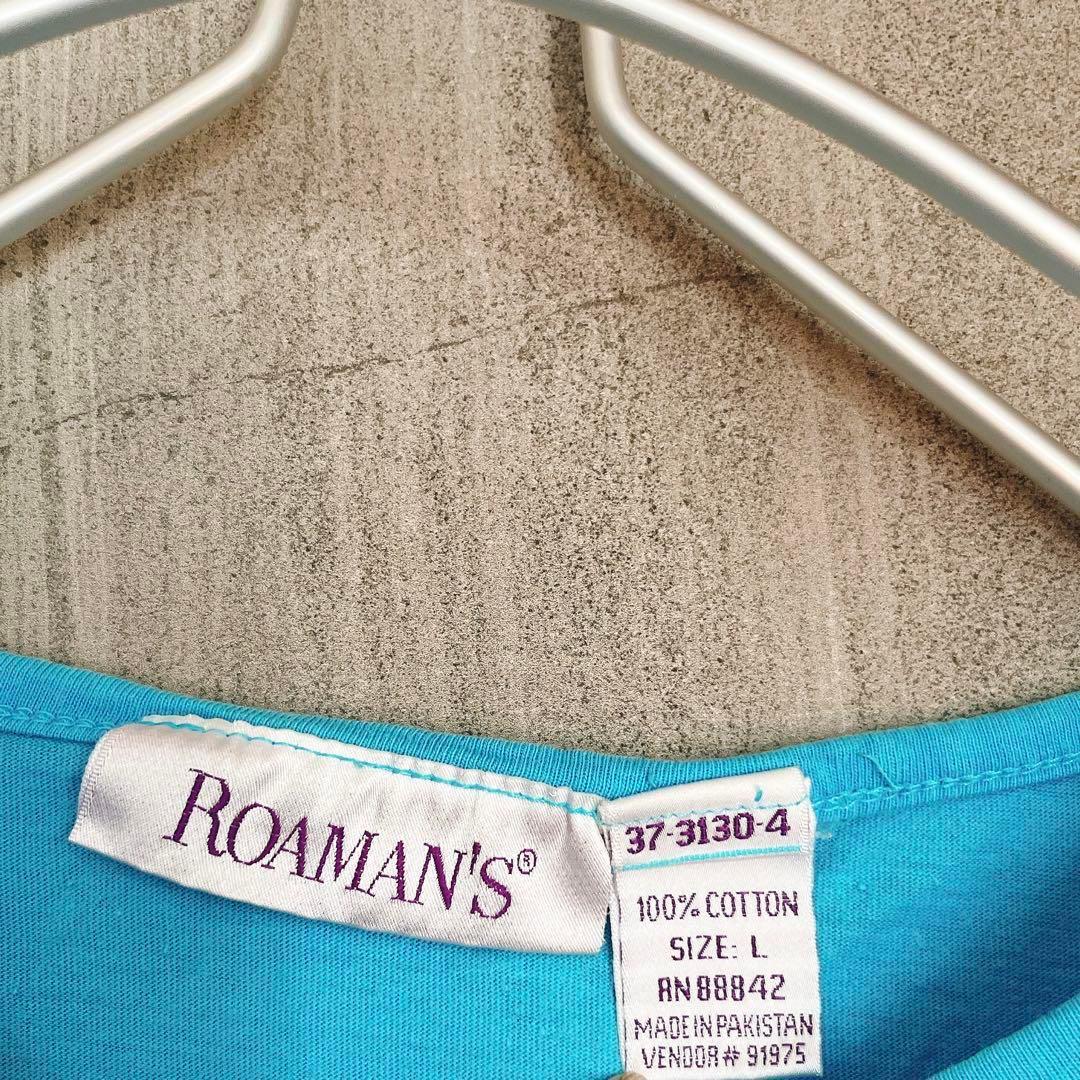 ROAMAN'S®
37-3130-4
100% COTTON
SIZE: L
RN 88842
MADE IN PAKISTAN
VENDOR# 91975